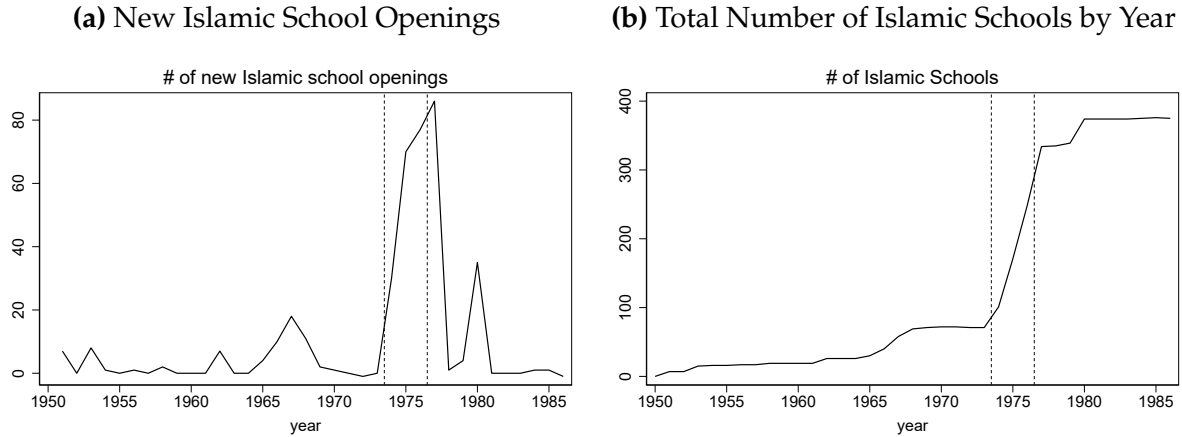 (a) New Islamic School Openings
# of new Islamic school openings
80
60
40
20
0
1950 1955 1960 1965 1970 1975 1980 1985
year
(b) Total Number of Islamic Schools by Year
# of Islamic Schools
400
300
200
100
0
1950 1955 1960 1965 1970 1975 1980 1985
year